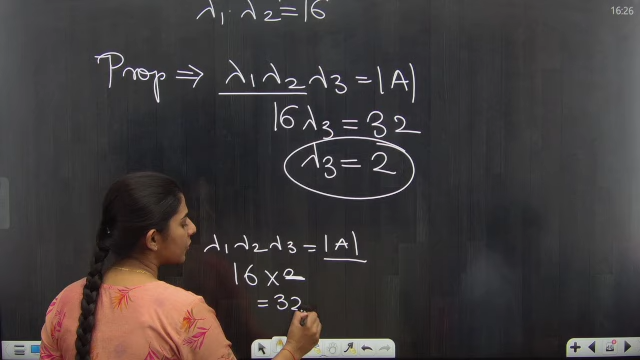 λ₁ · λ₂ = 16
16:26
Prop ⇒ λ₁ λ₂ λ₃ = |A|
16 λ₃ = 32
λ₃ = 2
λ₁ λ₂ λ₃ = |A|
16 × 2
= 32